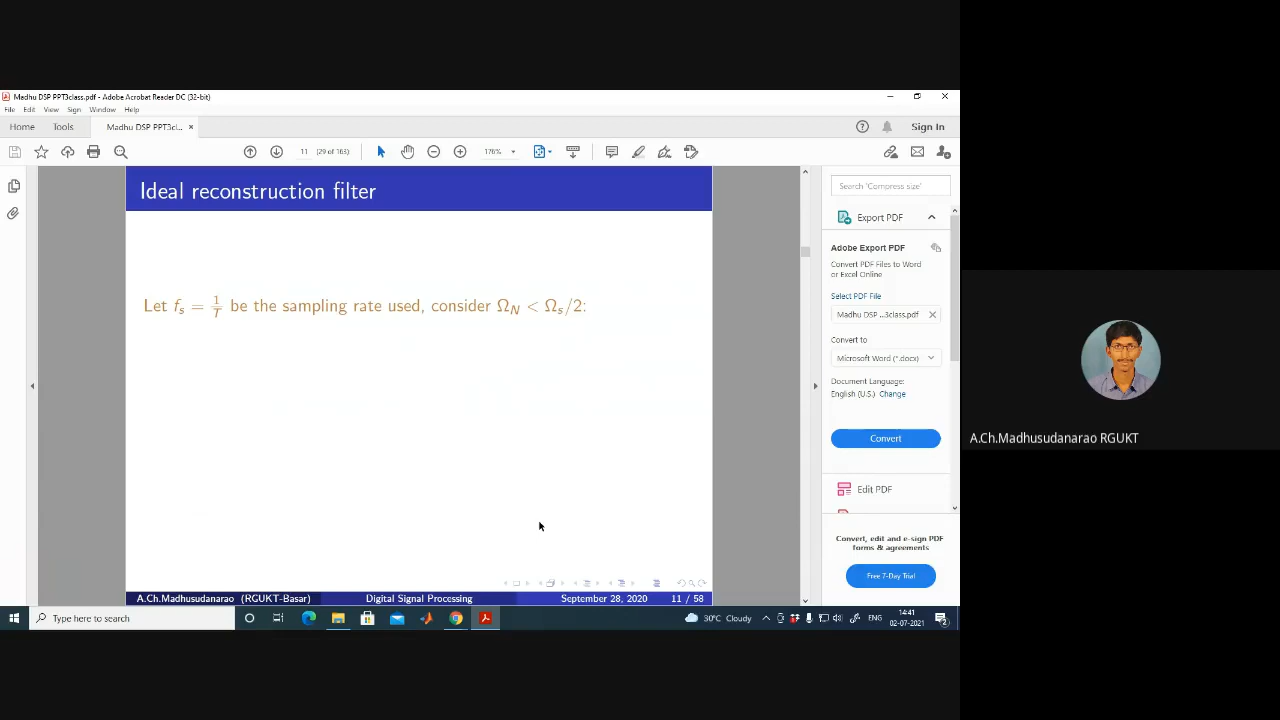 Madhu DSP PPT3class.pdf - Adobe Acrobat Reader DC (32-bit)
File Edit View Sign Window Help
Home Tools Madhu DSP PPT3cl... × Sign In
11 (29 of 163) 176%
Ideal reconstruction filter
Let f_s = 1/T be the sampling rate used, consider Ω_N < Ω_s/2:
A.Ch.Madhusudanarao (RGUKT-Basar) Digital Signal Processing September 28, 2020 11 / 58
Search "Compress size"
Export PDF
Adobe Export PDF
Convert PDF Files to Word
or Excel Online
Select PDF File
Madhu DSP ...3class.pdf
Convert to
Microsoft Word (*.docx)
Document Language:
English (U.S.) Change
Convert
Edit PDF
Convert, edit and e-sign PDF
forms & agreements
Free 7-Day Trial
A.Ch.Madhusudanarao RGUKT
Type here to search
30°C Cloudy
ENG
14:41
02-07-2021
2